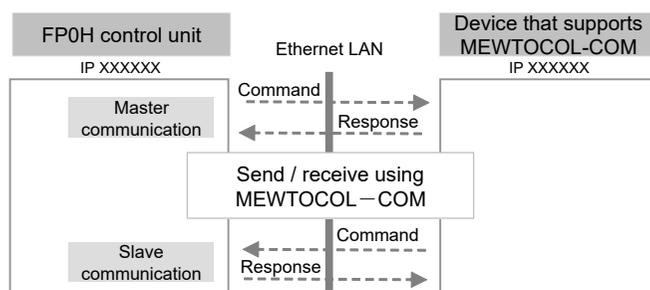 FP0H control unit
Device that supports
MEWTOCOL-COM
IP XXXXXX
Ethernet LAN
IP XXXXXX
Command
Master
communication
Response
Send / receive using
MEWTOCOL－COM
Command
Slave
communication
Response